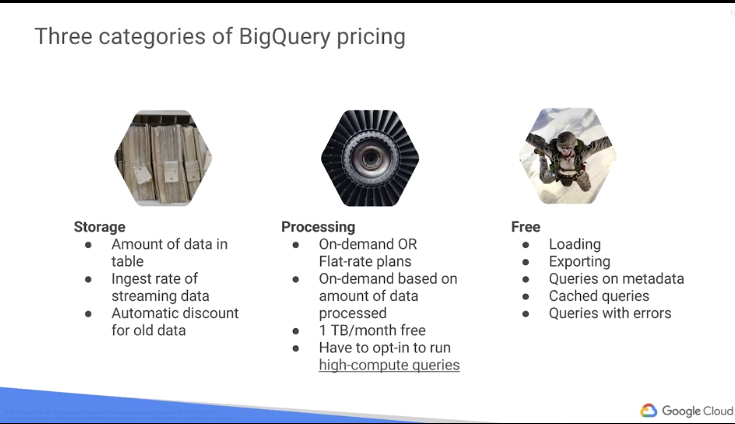 Three categories of BigQuery pricing
Storage
● Amount of data in
table
● Ingest rate of
streaming data
● Automatic discount
for old data
Processing
● On-demand OR
Flat-rate plans
● On-demand based on
amount of data
processed
● 1 TB/month free
● Have to opt-in to run
high-compute queries
Free
● Loading
● Exporting
● Queries on metadata
● Cached queries
● Queries with errors
Google Cloud